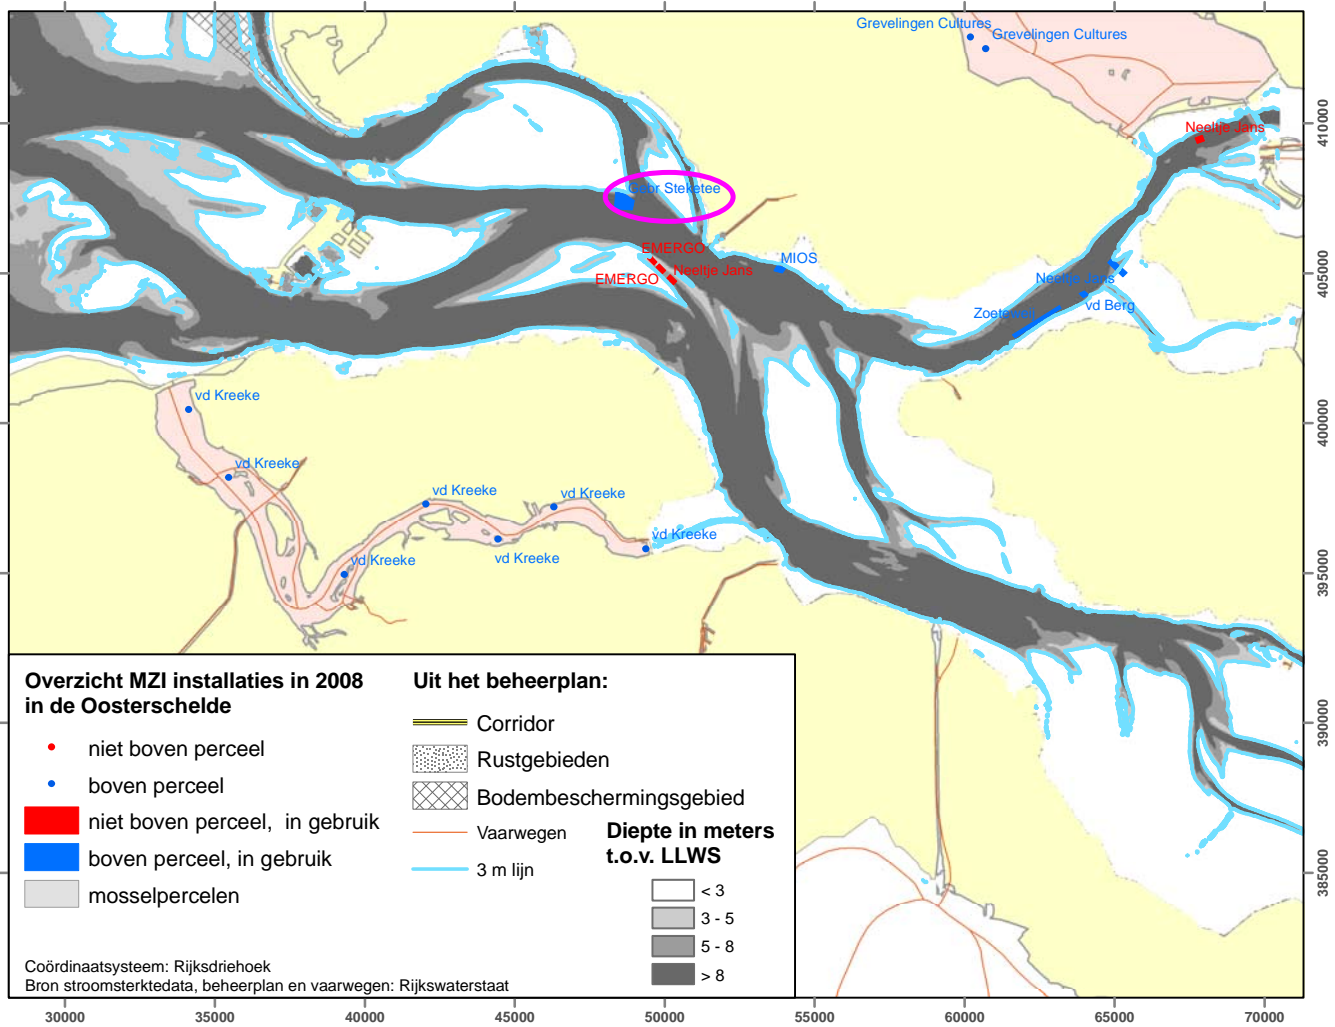 Grevelingen Cultures
Grevelingen Cultures
Neeltje Jans
Gebr Steketee
EMERGO
Neeltje Jans
EMERGO
MIOS
Neeltje Jans
vd Berg
Zoeteweij
vd Kreeke
vd Kreeke
vd Kreeke
vd Kreeke
vd Kreeke
vd Kreeke
vd Kreeke
410000
405000
400000
395000
390000
385000
Overzicht MZI installaties in 2008
in de Oosterschelde
niet boven perceel
boven perceel
niet boven perceel, in gebruik
boven perceel, in gebruik
mosselpercelen
Uit het beheerplan:
Corridor
Rustgebieden
Bodembeschermingsgebied
Vaarwegen
3 m lijn
Diepte in meters
t.o.v. LLWS
< 3
3 - 5
5 - 8
> 8
Coördinaatsysteem: Rijksdriehoek
Bron stroomsterktedata, beheerplan en vaarwegen: Rijkswaterstaat
30000 35000 40000 45000 50000 55000 60000 65000 70000